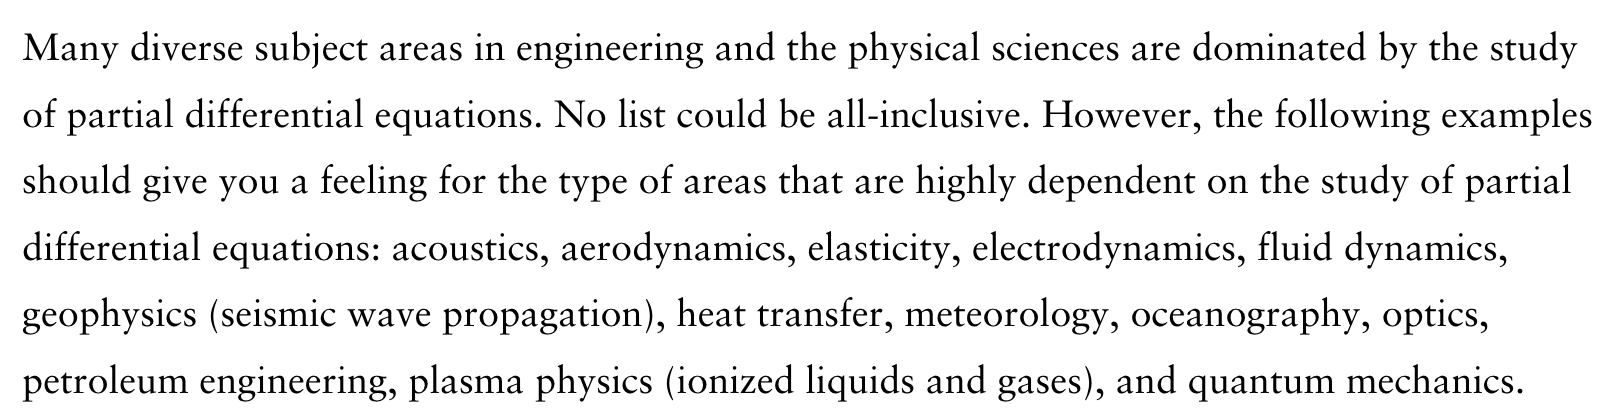 Many diverse subject areas in engineering and the physical sciences are dominated by the study
of partial differential equations. No list could be all-inclusive. However, the following examples
should give you a feeling for the type of areas that are highly dependent on the study of partial
differential equations: acoustics, aerodynamics, elasticity, electrodynamics, fluid dynamics,
geophysics (seismic wave propagation), heat transfer, meteorology, oceanography, optics,
petroleum engineering, plasma physics (ionized liquids and gases), and quantum mechanics.